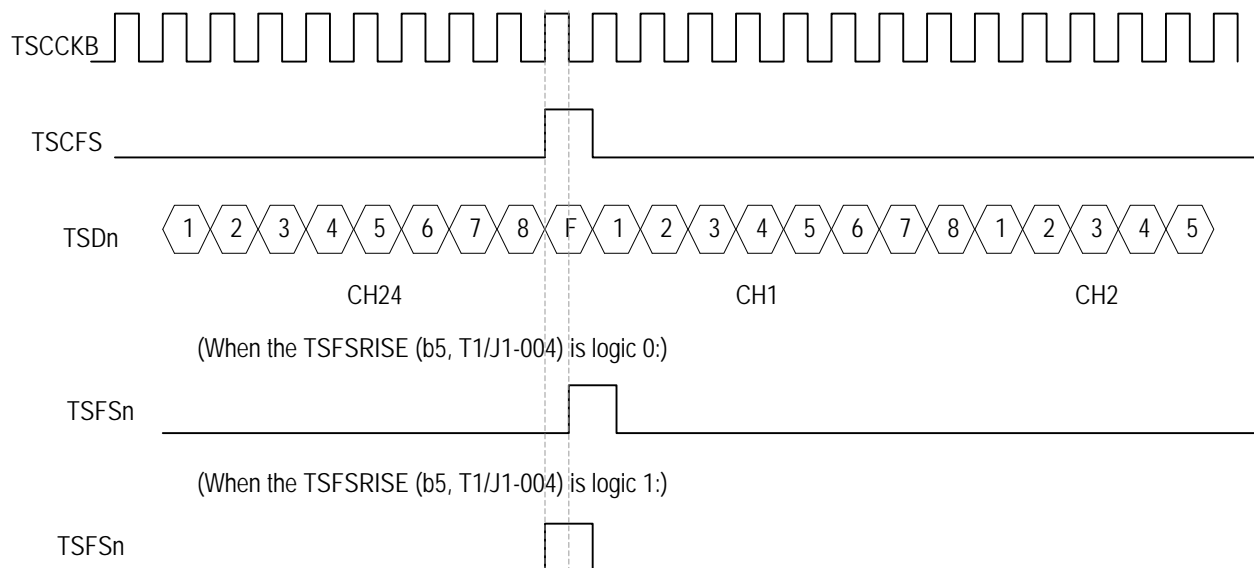 TSCCKB
TSCFS
TSDn 1 2 3 4 5 6 7 8 F 1 2 3 4 5 6 7 8 1 2 3 4 5
CH24 CH1 CH2
(When the TSFSRISE (b5, T1/J1-004) is logic 0:)
TSFSn
(When the TSFSRISE (b5, T1/J1-004) is logic 1:)
TSFSn